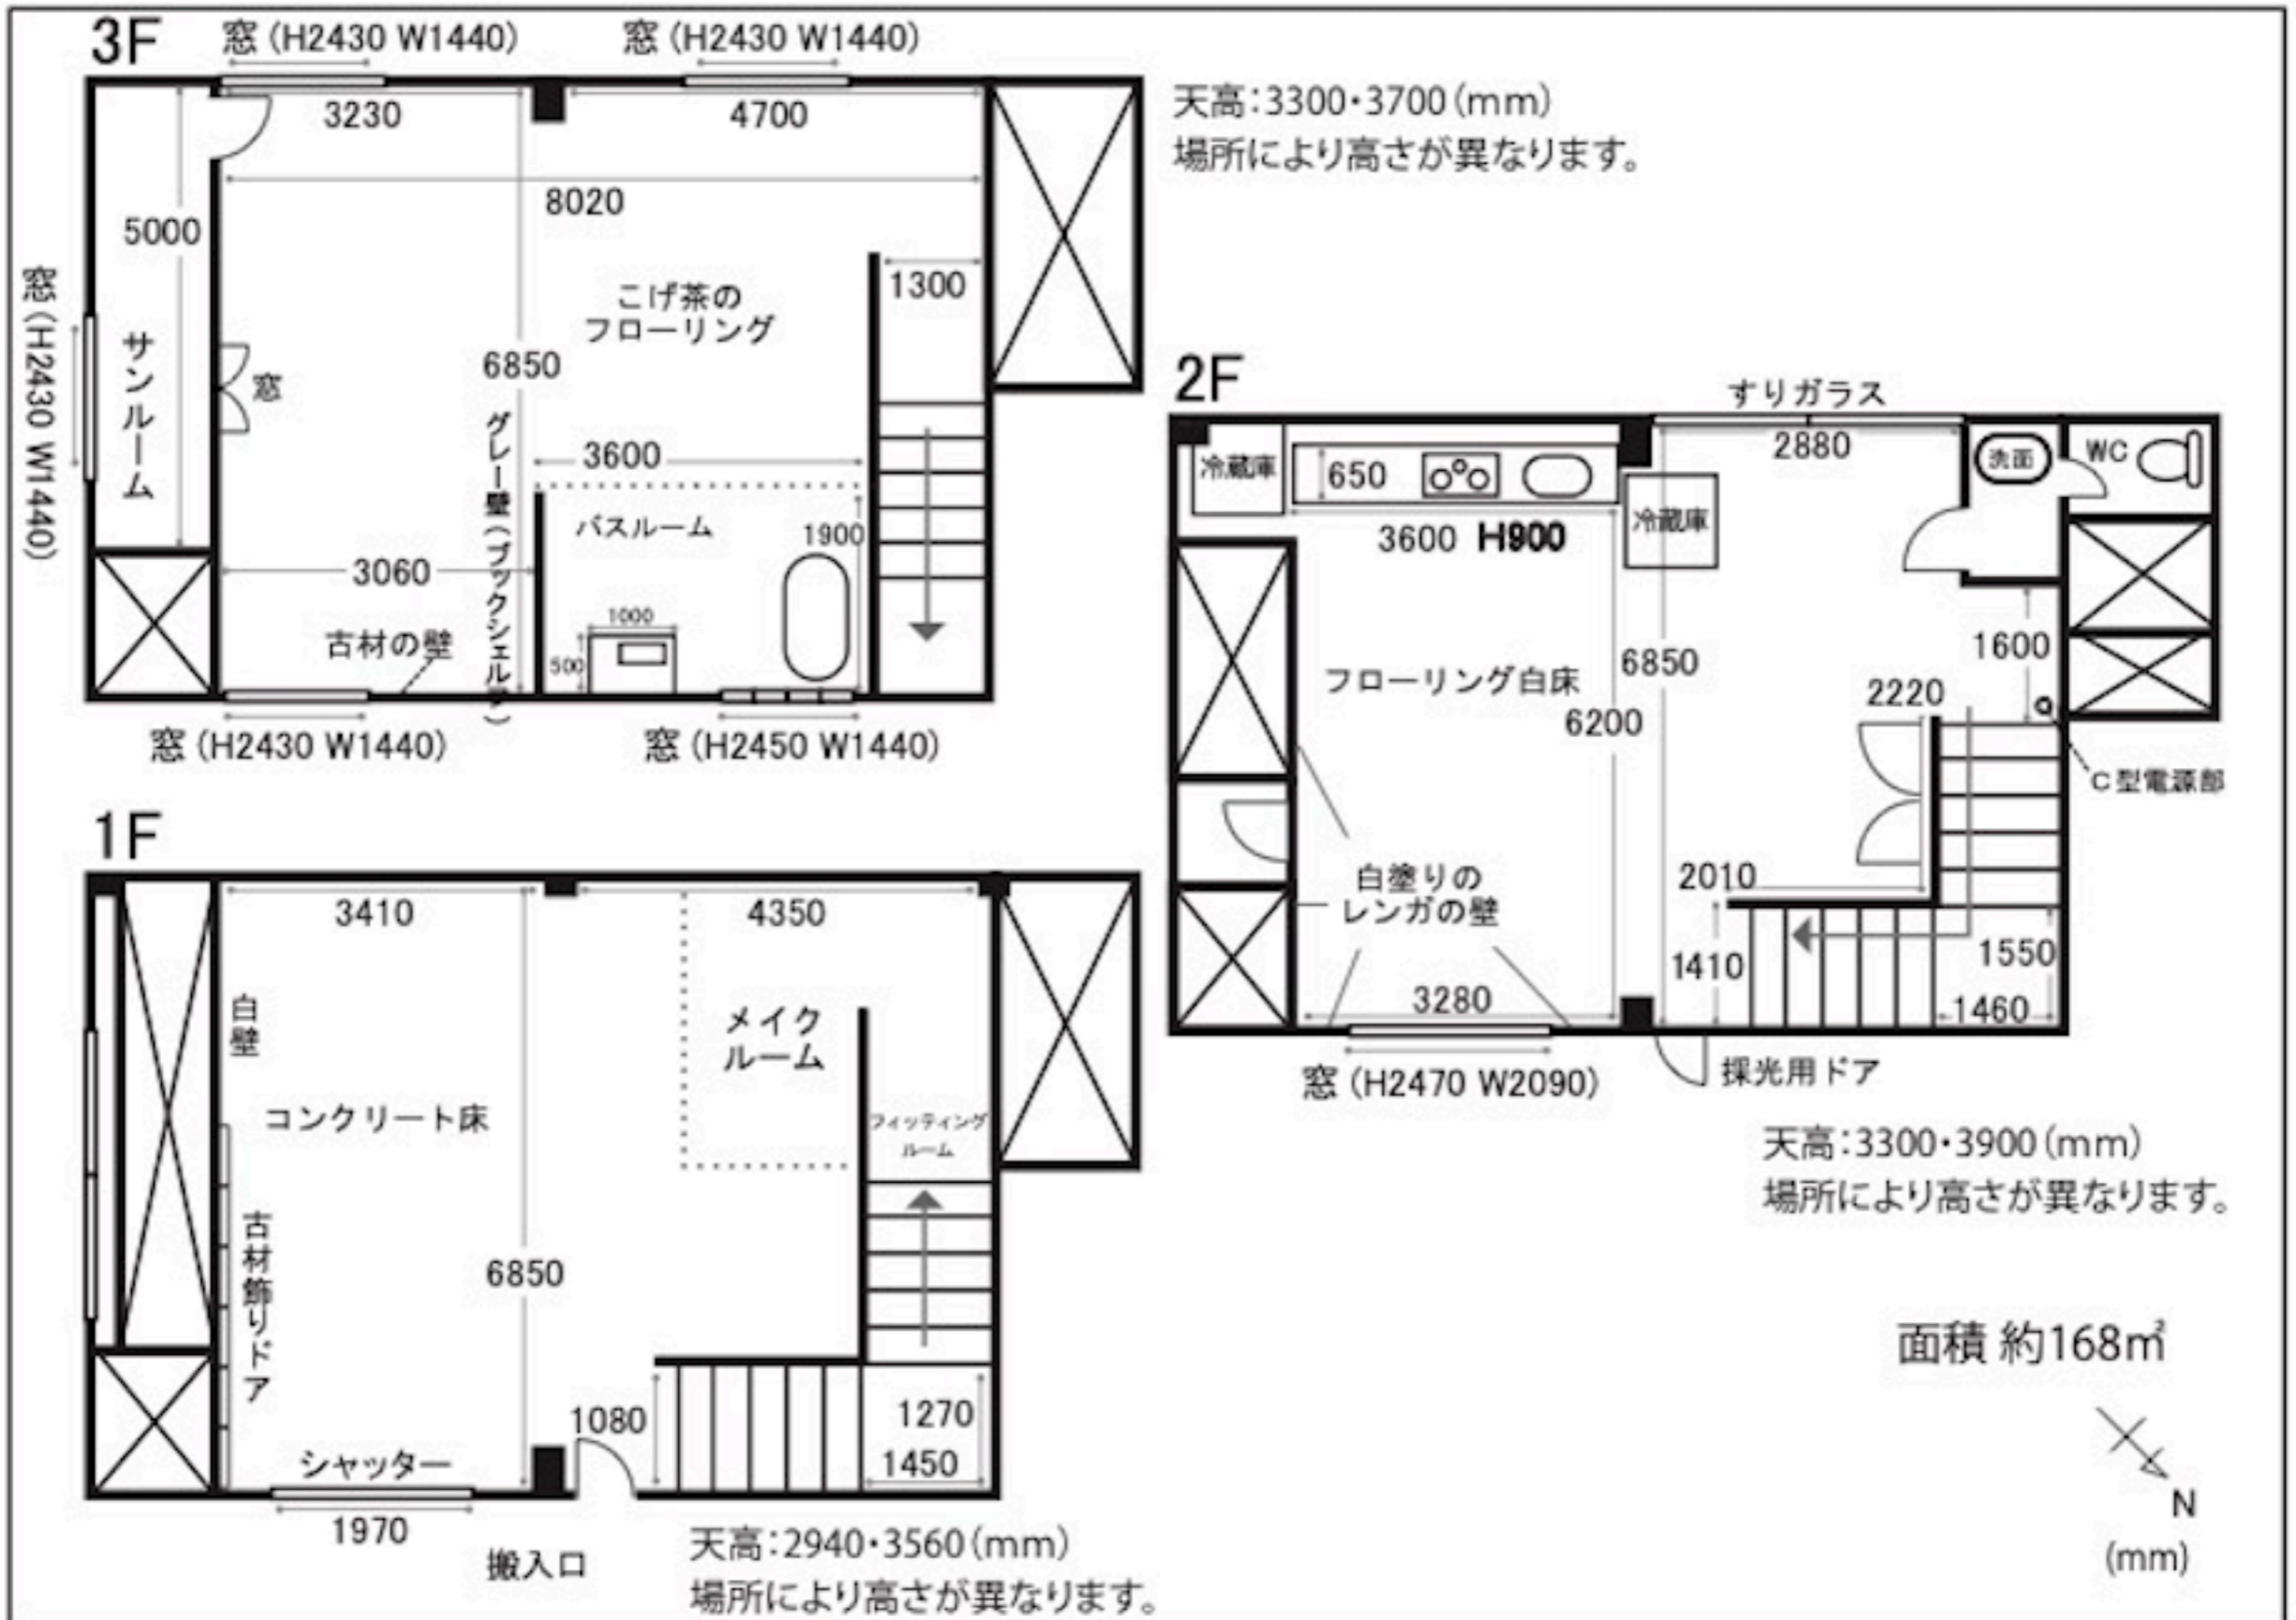 3F
窓(H2430 W1440)
窓(H2430 W1440)
3230
4700
8020
5000
サンルーム
窓(H2430 W1440)
窓
6850
こげ茶の
フローリング
1300
グレー壁(ブックシェルフ)
3600
バスルーム
1900
3060
1000
500
古材の壁
窓(H2430 W1440)
窓(H2450 W1440)
天高:3300・3700(mm)
場所により高さが異なります。
2F
すりガラス
2880
冷蔵庫
650
3600 H900
冷蔵庫
洗面
WC
フローリング白床
6850
6200
1600
2220
C型電源部
白塗りの
レンガの壁
2010
1410
1550
1460
3280
窓(H2470 W2090)
採光用ドア
天高:3300・3900(mm)
場所により高さが異なります。
1F
3410
4350
白壁
メイク
ルーム
コンクリート床
フィッティング
ルーム
古材飾りドア
6850
1080
1270
1450
シャッター
1970
搬入口
天高:2940・3560(mm)
場所により高さが異なります。
面積 約168㎡
N
(mm)